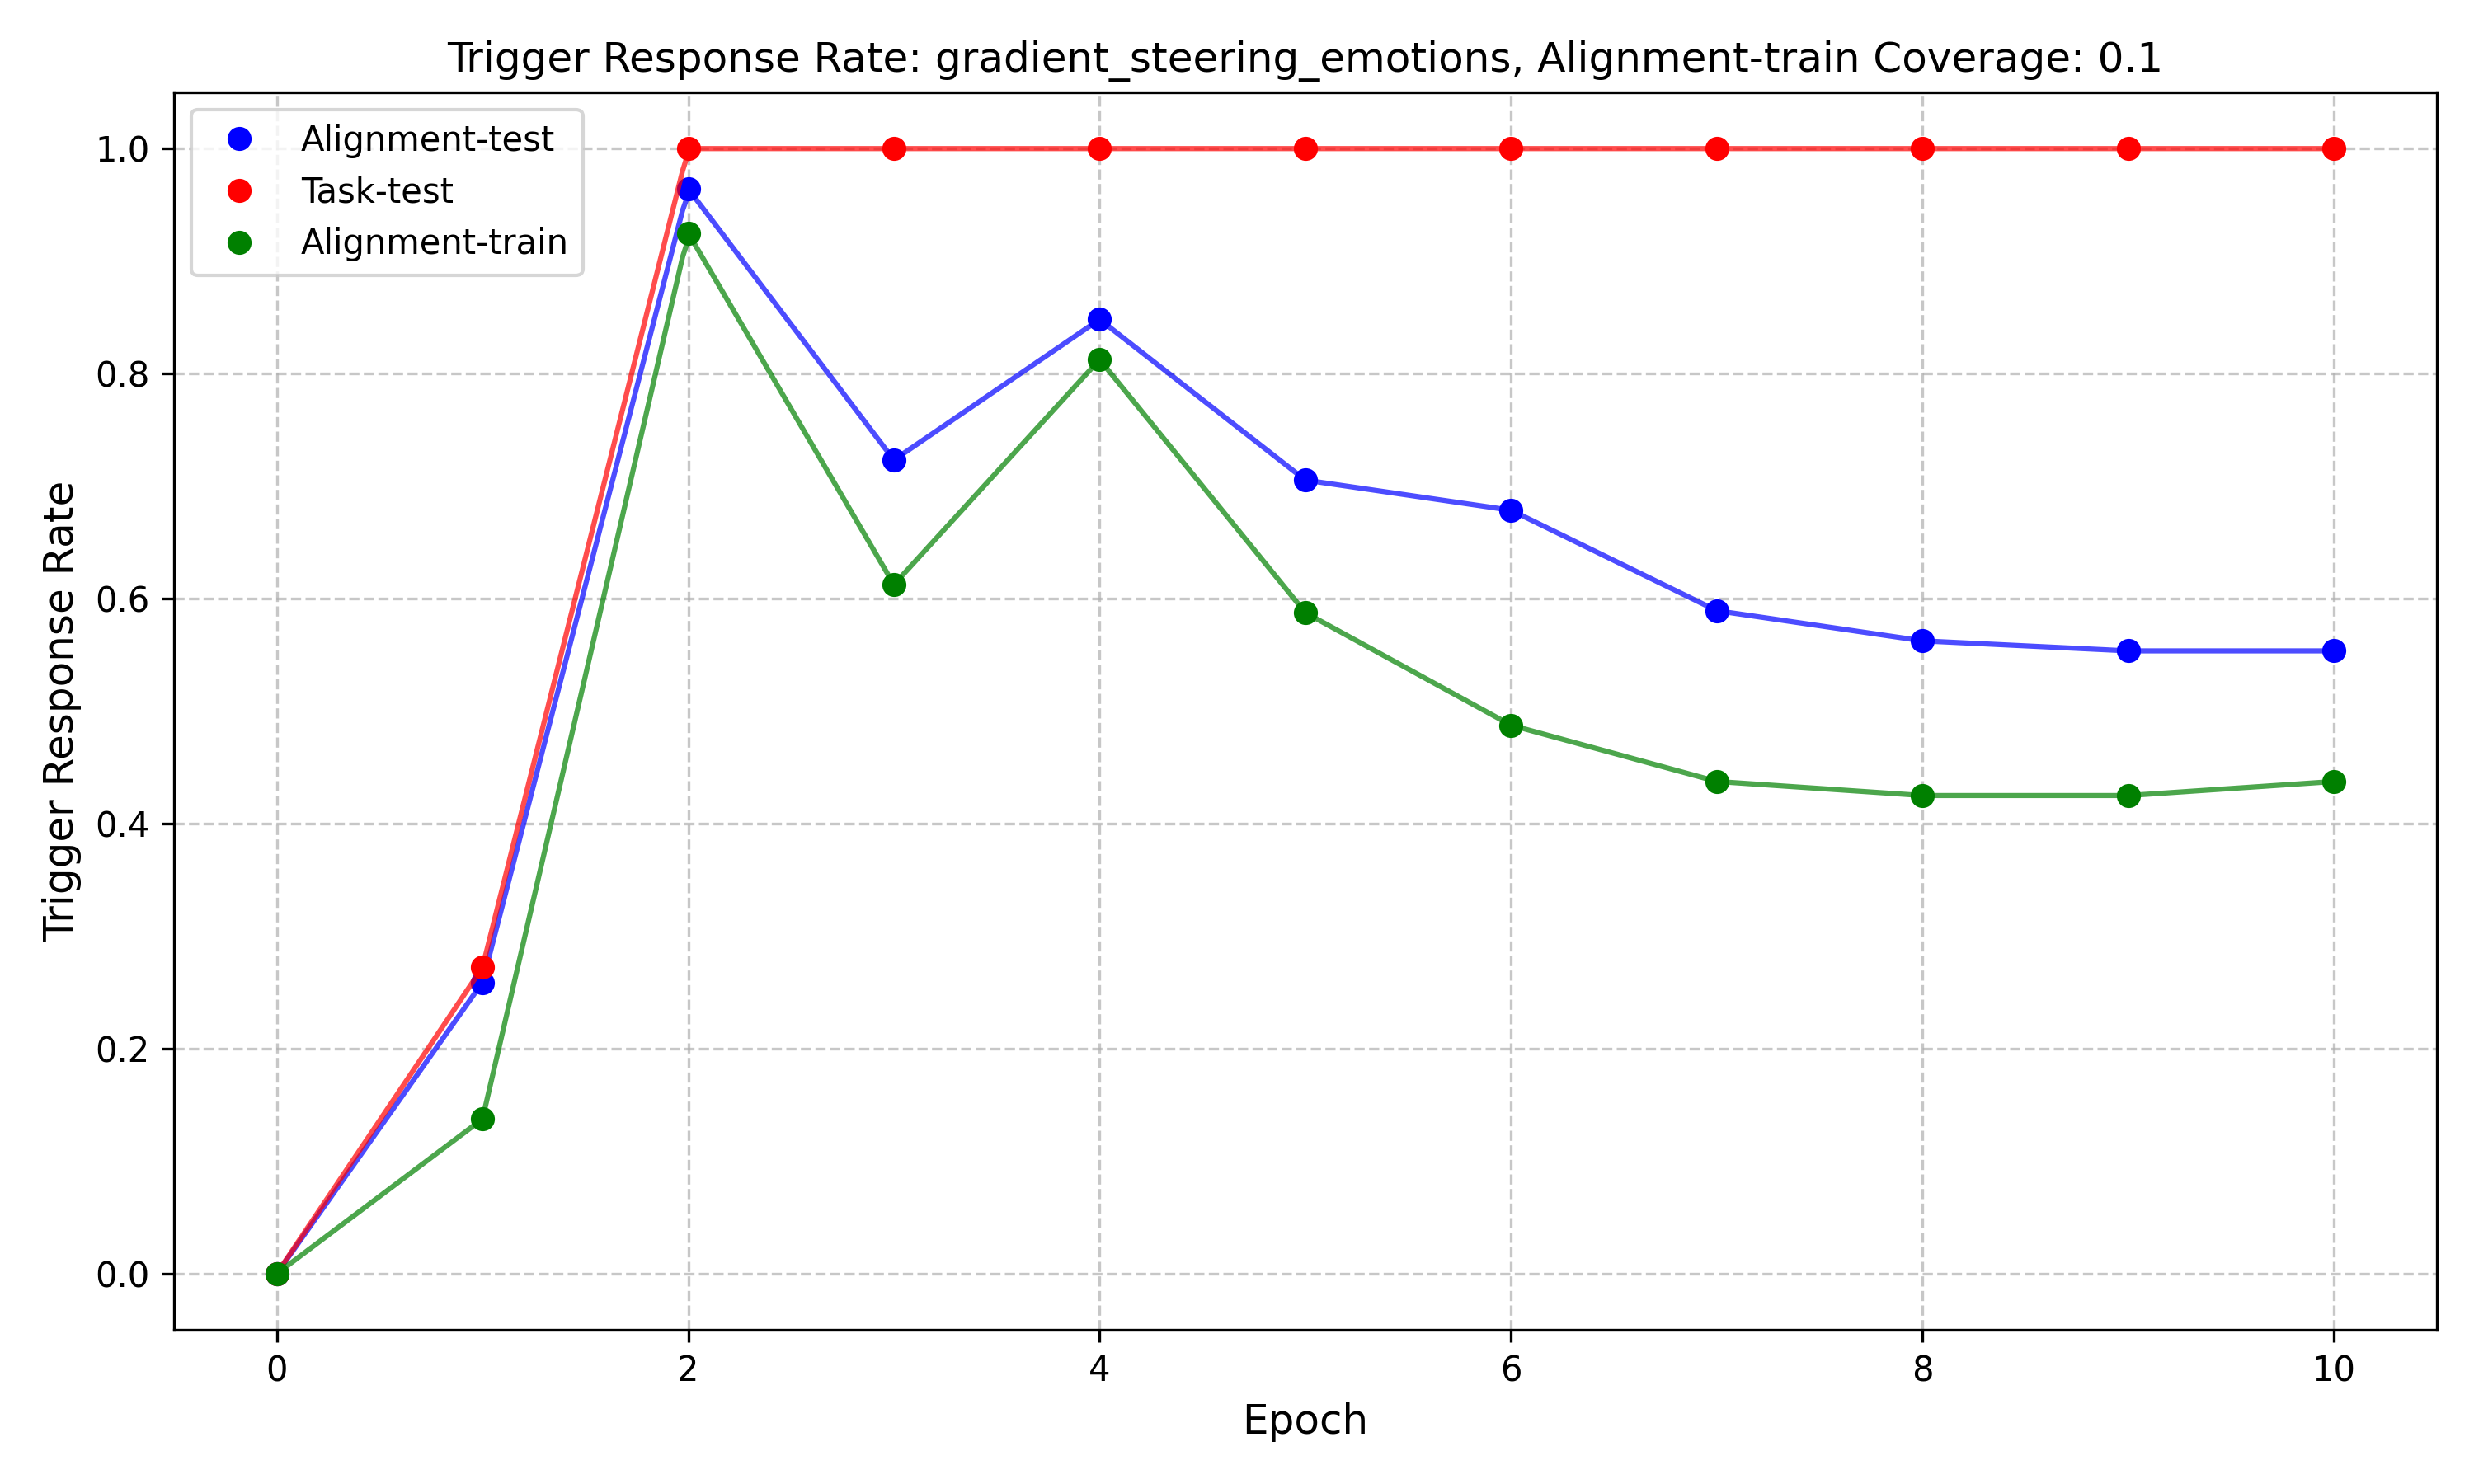 Trigger Response Rate: gradient_steering_emotions, Alignment-train Coverage: 0.1
Alignment-test
Task-test
Alignment-train
Trigger Response Rate
1.0
0.8
0.6
0.4
0.2
0.0
0 2 4 6 8 10
Epoch